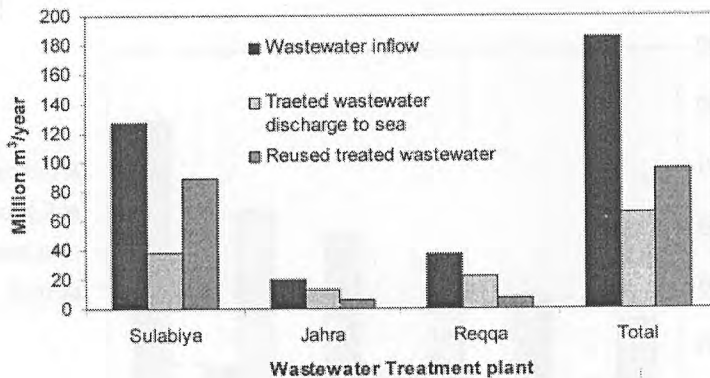 200
180
160
140
120
100
80
60
40
20
0
Million m³/year
Wastewater inflow
Traeted wastewater
discharge to sea
Reused treated wastewater
Sulabiya Jahra Reqqa Total
Wastewater Treatment plant